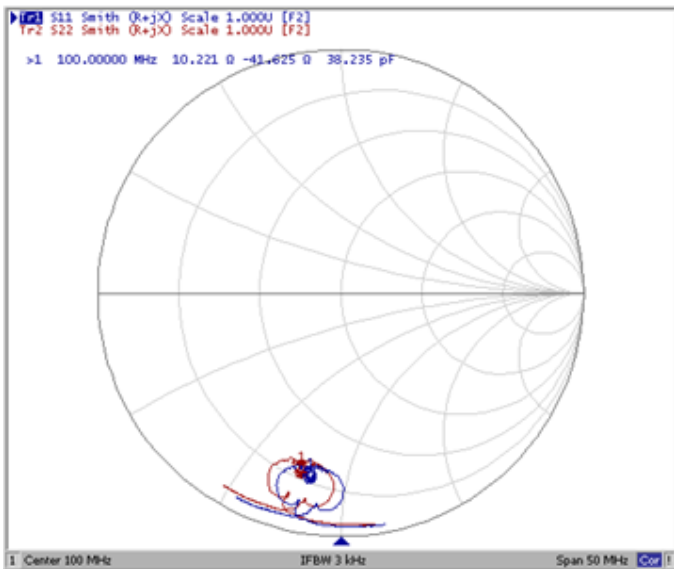 Tr1 S11 Smith (R+jX) Scale 1.000U [F2]
Tr2 S22 Smith (R+jX) Scale 1.000U [F2]
>1 100.00000 MHz 10.221 Ω -41.625 Ω 38.235 pF
1
1 Center 100 MHz IFBW 3 kHz Span 50 MHz Cor !